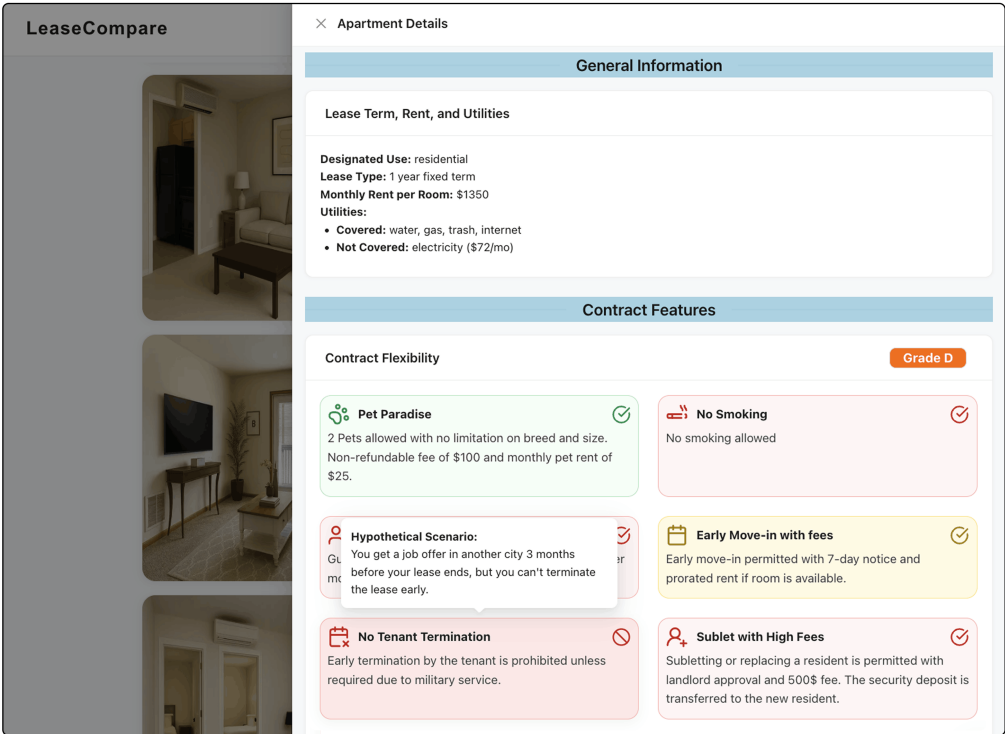 LeaseCompare
Apartment Details
General Information
Lease Term, Rent, and Utilities
Designated Use: residential
Lease Type: 1 year fixed term
Monthly Rent per Room: $1350
Utilities:
Covered: water, gas, trash, internet
Not Covered: electricity ($72/mo)
Contract Features
Contract Flexibility
Grade D
Pet Paradise
2 Pets allowed with no limitation on breed and size.
Non-refundable fee of $100 and monthly pet rent of
$25.
No Smoking
No smoking allowed
Hypothetical Scenario:
You get a job offer in another city 3 months
before your lease ends, but you can't terminate
the lease early.
Early Move-in with fees
Early move-in permitted with 7-day notice and
prorated rent if room is available.
No Tenant Termination
Early termination by the tenant is prohibited unless
required due to military service.
Sublet with High Fees
Subletting or replacing a resident is permitted with
landlord approval and 500$ fee. The security deposit is
transferred to the new resident.